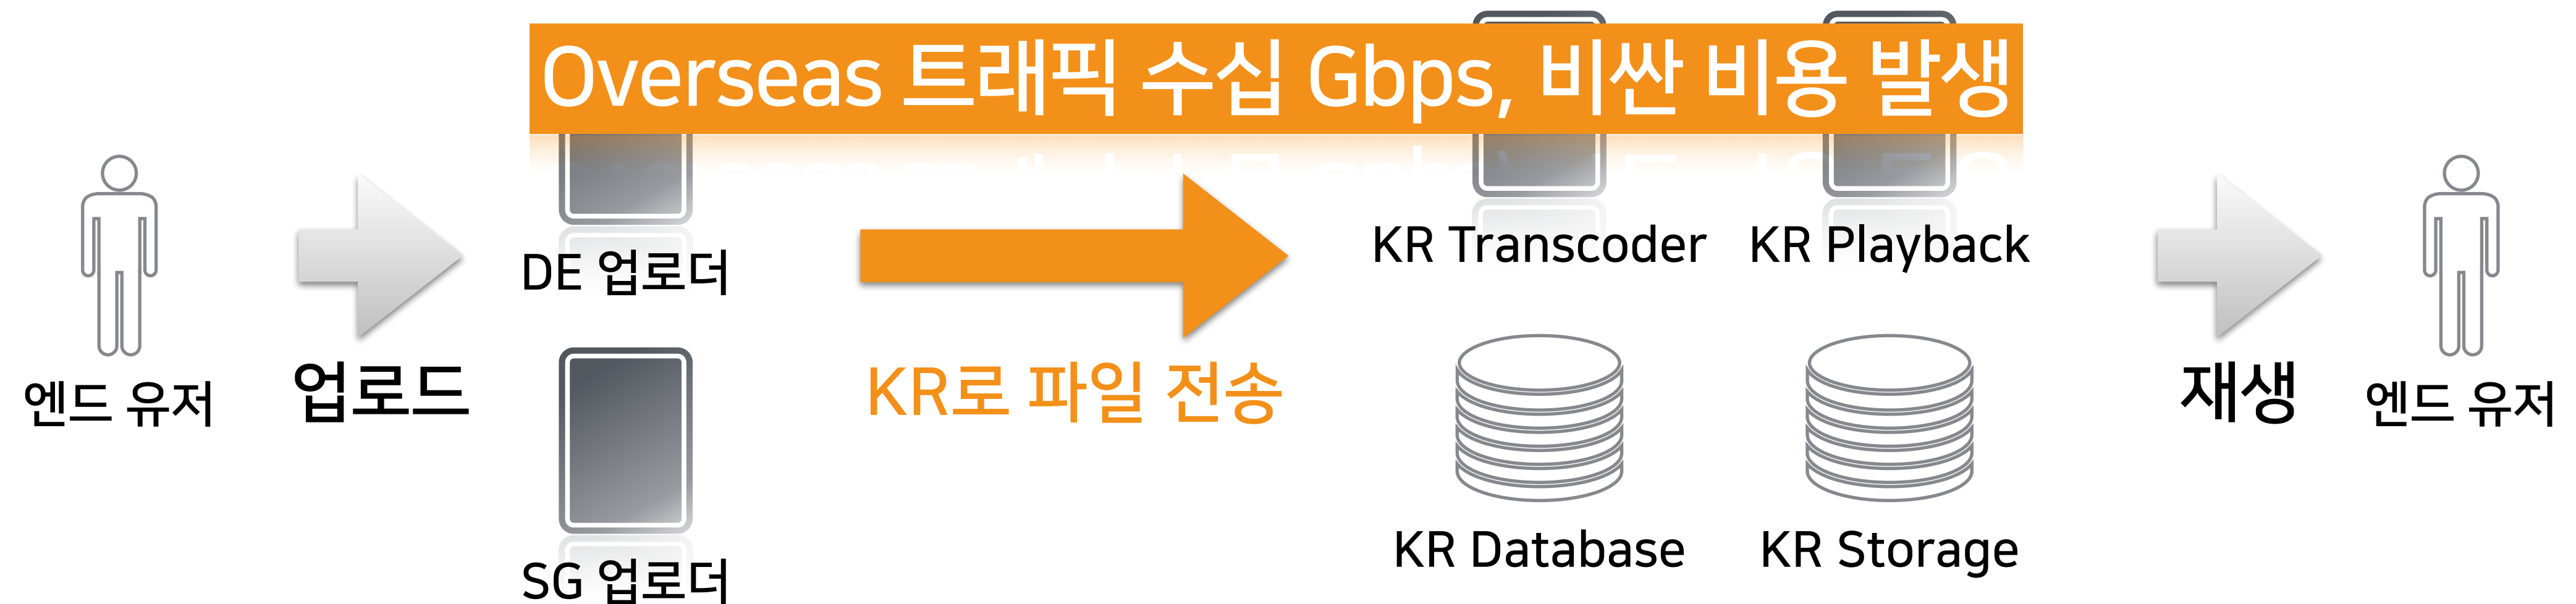 Overseas 트래픽 수십 Gbps, 비싼 비용 발생
엔드 유저
업로드
DE 업로더
SG 업로더
KR로 파일 전송
KR Transcoder
KR Playback
KR Database
KR Storage
재생
엔드 유저